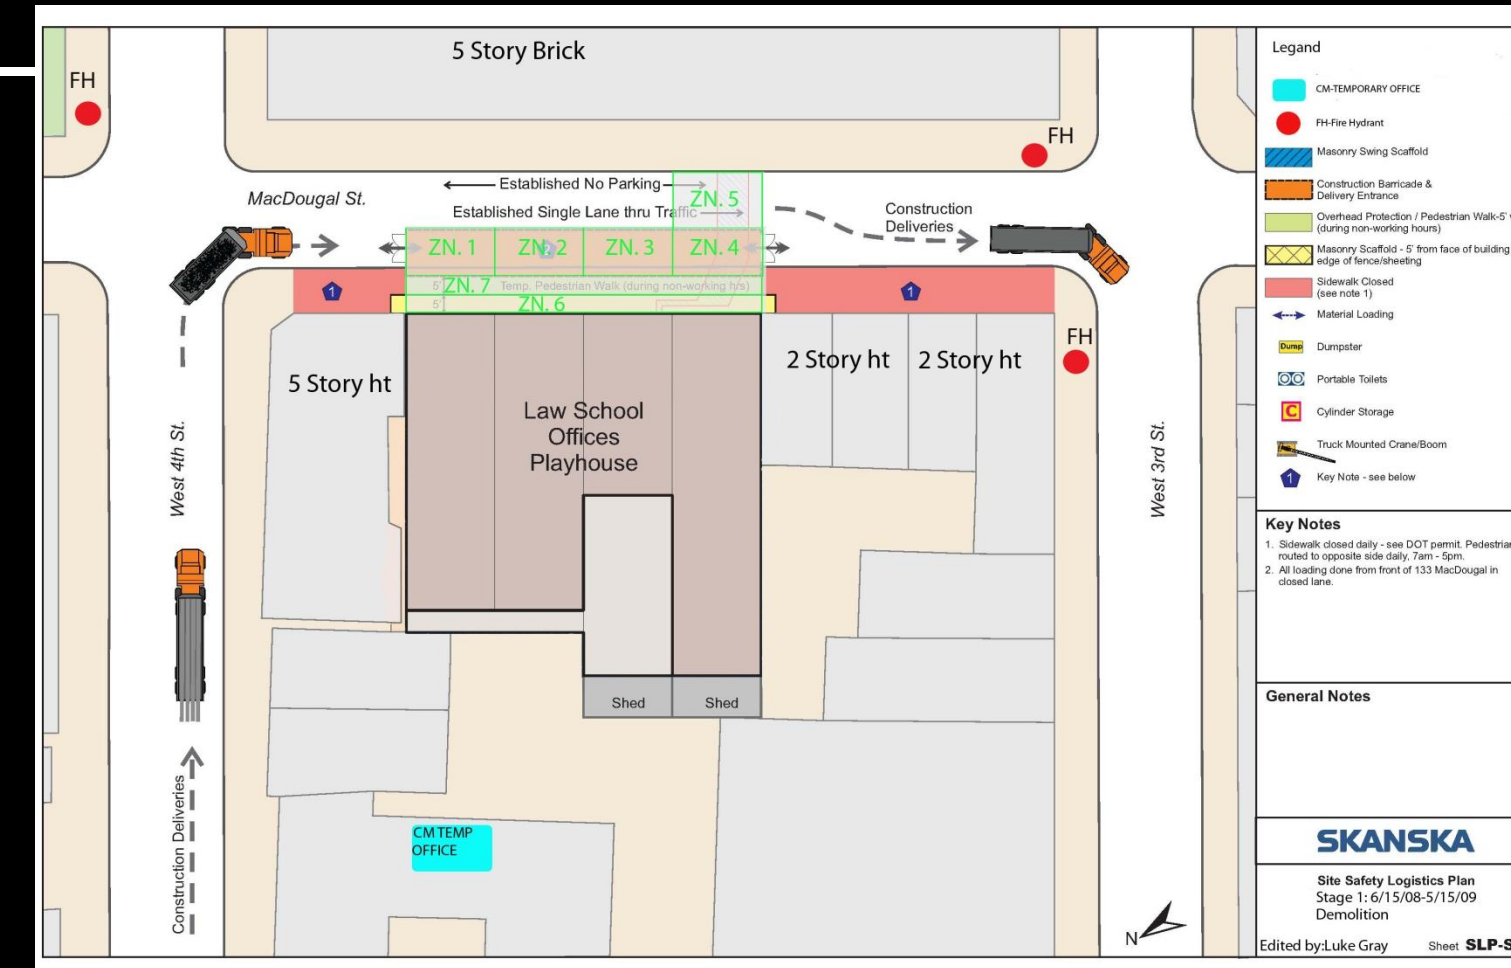 5 Story Brick
FH
FH
MacDougal St.
Established No Parking
Established Single Lane thru Traffic
ZN. 5
Construction
Deliveries
ZN. 1
ZN. 2
ZN. 3
ZN. 4
1
5'
ZN. 7
Temp. Pedestrian Walk (during non-working hrs)
1
5'
ZN. 6
5 Story ht
2 Story ht
2 Story ht
FH
Law School
Offices
Playhouse
West 4th St.
West 3rd St.
Shed
Shed
Construction Deliveries
CM TEMP
OFFICE
N
Legand
CM-TEMPORARY OFFICE
FH-Fire Hydrant
Masonry Swing Scaffold
Construction Barricade &
Delivery Entrance
Overhead Protection / Pedestrian Walk-5'
(during non-working hours)
Masonry Scaffold - 5' from face of building
edge of fence/sheeting
Sidewalk Closed
(see note 1)
Material Loading
Dump Dumpster
Portable Toilets
C Cylinder Storage
Truck Mounted Crane/Boom
1 Key Note - see below
Key Notes
1. Sidewalk closed daily - see DOT permit. Pedestrian
routed to opposite side daily, 7am - 5pm.
2. All loading done from front of 133 MacDougal in
closed lane.
General Notes
SKANSKA
Site Safety Logistics Plan
Stage 1: 6/15/08-5/15/09
Demolition
Edited by:Luke Gray
Sheet SLP-S